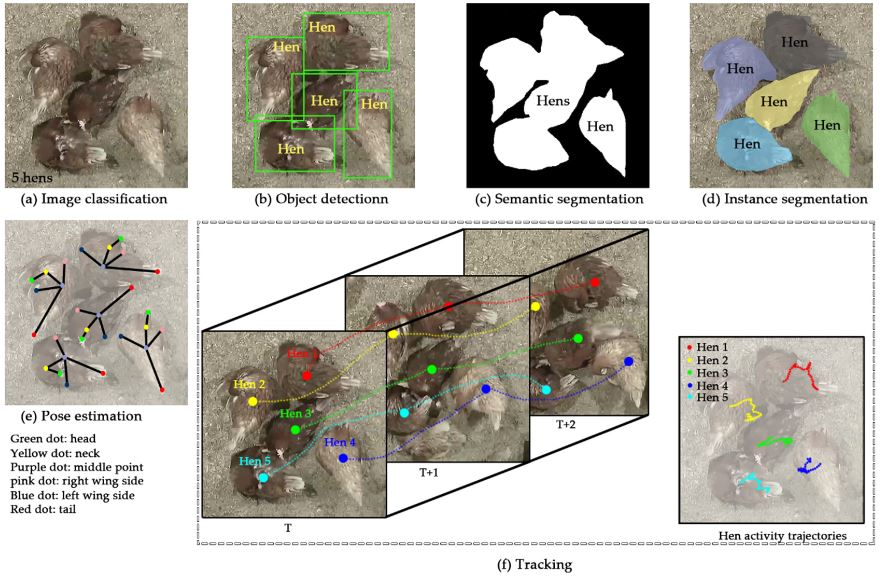 5 hens
(a) Image classification
Hen
Hen
Hen
Hen
Hen
(b) Object detectionn
Hens
Hen
(c) Semantic segmentation
Hen
Hen
Hen
Hen
Hen
(d) Instance segmentation
(e) Pose estimation
Green dot: head
Yellow dot: neck
Purple dot: middle point
pink dot: right wing side
Blue dot: left wing side
Red dot: tail
Hen 1
Hen 2
Hen 3
Hen 4
Hen 5
T
T+1
T+2
Hen 1
Hen 2
Hen 3
Hen 4
Hen 5
Hen activity trajectories
(f) Tracking